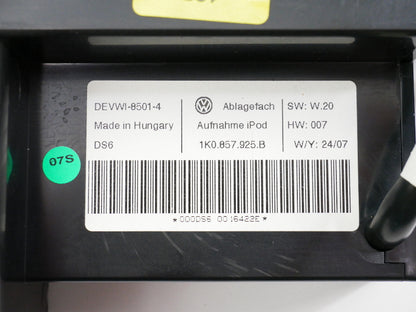 DEVWI-8501-4
Made in Hungary
DS6
Ablagefach
Aufnahme iPod
1K0.857.925.B
SW: W.20
HW: 007
W/Y: 24/07
07S